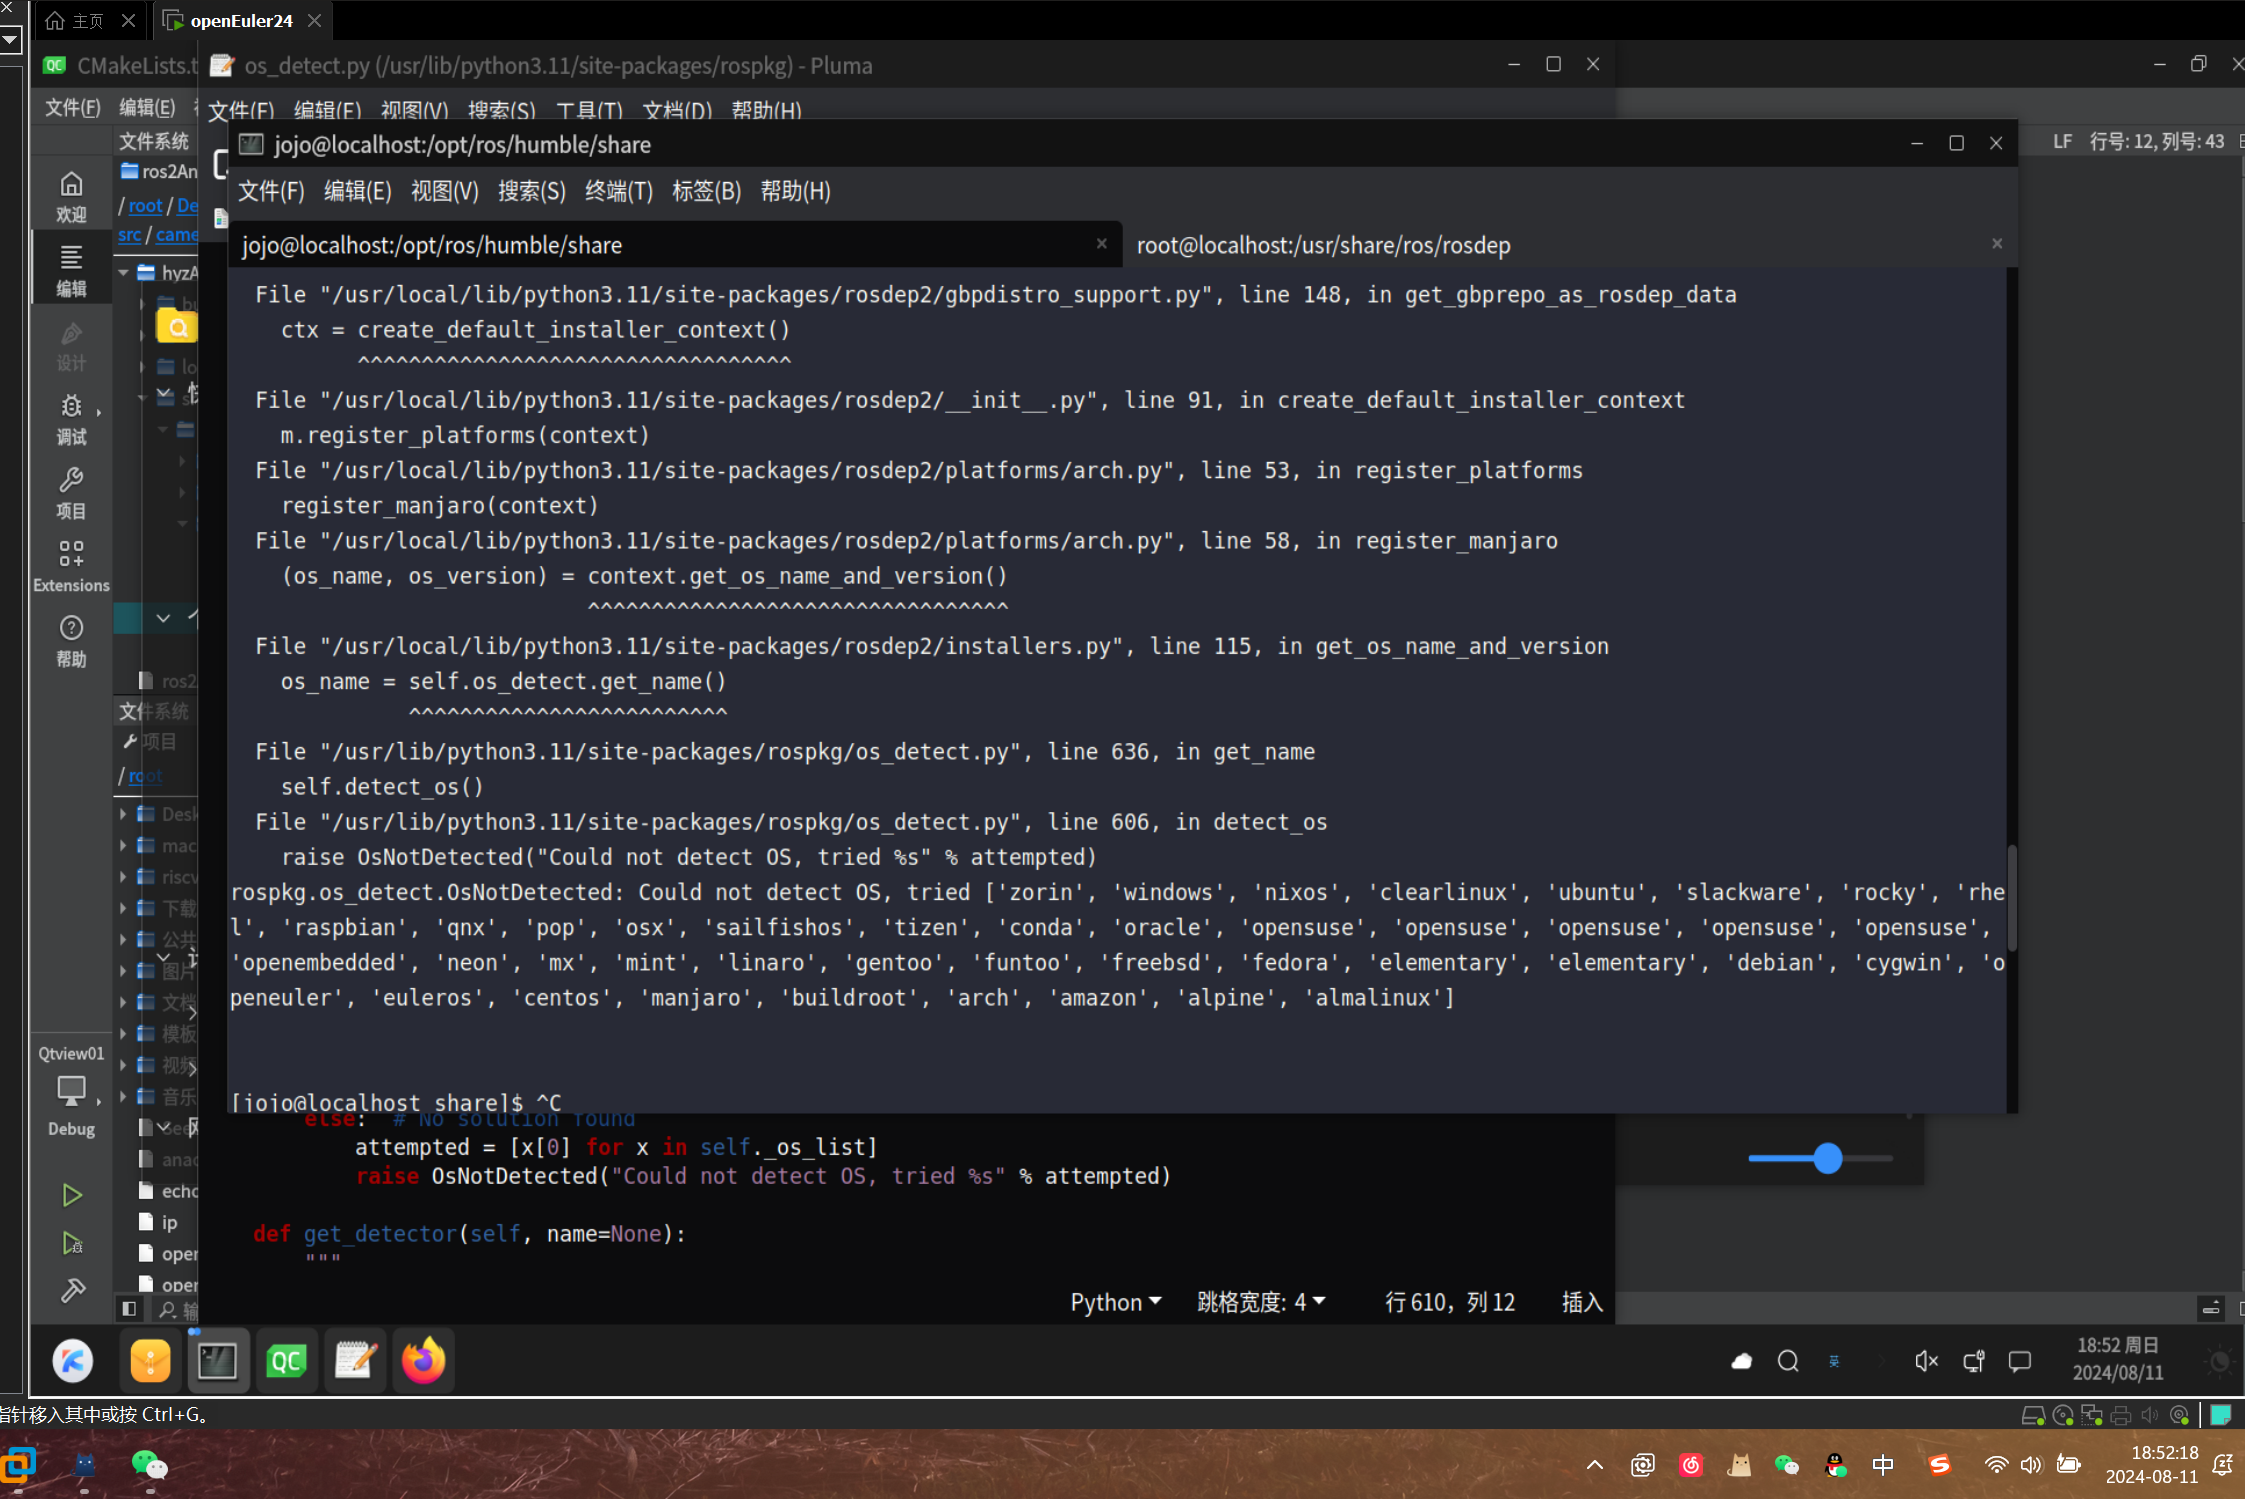 主页
openEuler24
CMakeLists.t
os_detect.py (/usr/lib/python3.11/site-packages/rospkg) - Pluma
文件(F) 编辑(E)
文件(F) 编辑(E) 视图(V) 搜索(S) 工具(T) 文档(D) 帮助(H)
文件系统
jojo@localhost:/opt/ros/humble/share
LF 行号: 12, 列号: 43
ros2An
文件(F) 编辑(E) 视图(V) 搜索(S) 终端(T) 标签(B) 帮助(H)
欢迎
/ root / De
src / came
jojo@localhost:/opt/ros/humble/share
root@localhost:/usr/share/ros/rosdep
编辑
hyzA
File "/usr/local/lib/python3.11/site-packages/rosdep2/gbpdistro_support.py", line 148, in get_gbprepo_as_rosdep_data
ctx = create_default_installer_context()
^^^^^^^^^^^^^^^^^^^^^^^^^^^^^^^^^^
File "/usr/local/lib/python3.11/site-packages/rosdep2/__init__.py", line 91, in create_default_installer_context
m.register_platforms(context)
File "/usr/local/lib/python3.11/site-packages/rosdep2/platforms/arch.py", line 53, in register_platforms
register_manjaro(context)
File "/usr/local/lib/python3.11/site-packages/rosdep2/platforms/arch.py", line 58, in register_manjaro
(os_name, os_version) = context.get_os_name_and_version()
^^^^^^^^^^^^^^^^^^^^^^^^^^^^^^^^^
File "/usr/local/lib/python3.11/site-packages/rosdep2/installers.py", line 115, in get_os_name_and_version
os_name = self.os_detect.get_name()
^^^^^^^^^^^^^^^^^^^^^^^^^
File "/usr/lib/python3.11/site-packages/rospkg/os_detect.py", line 636, in get_name
self.detect_os()
File "/usr/lib/python3.11/site-packages/rospkg/os_detect.py", line 606, in detect_os
raise OsNotDetected("Could not detect OS, tried %s" % attempted)
rospkg.os_detect.OsNotDetected: Could not detect OS, tried ['zorin', 'windows', 'nixos', 'clearlinux', 'ubuntu', 'slackware', 'rocky', 'rhe
l', 'raspbian', 'qnx', 'pop', 'osx', 'sailfishos', 'tizen', 'conda', 'oracle', 'opensuse', 'opensuse', 'opensuse', 'opensuse', 'opensuse',
'openembedded', 'neon', 'mx', 'mint', 'linaro', 'gentoo', 'funtoo', 'freebsd', 'fedora', 'elementary', 'elementary', 'debian', 'cygwin', 'o
peneuler', 'euleros', 'centos', 'manjaro', 'buildroot', 'arch', 'amazon', 'alpine', 'almalinux']
[jojo@localhost share]$ ^C
设计
调试
项目
Extensions
帮助
ros2
文件系统
项目
/ root
Desk
mac
riscv
下载
公共
图片
文档
模板
视频
音乐
Qtview01
Debug
anac
echo
ip
oper
oper
else: # No solution found
attempted = [x[0] for x in self._os_list]
raise OsNotDetected("Could not detect OS, tried %s" % attempted)
def get_detector(self, name=None):
"""
Python 跳格宽度: 4 行 610，列 12 插入
QC
英
18:52 周日
2024/08/11
指针移入其中或按 Ctrl+G。
中
18:52:18
2024-08-11